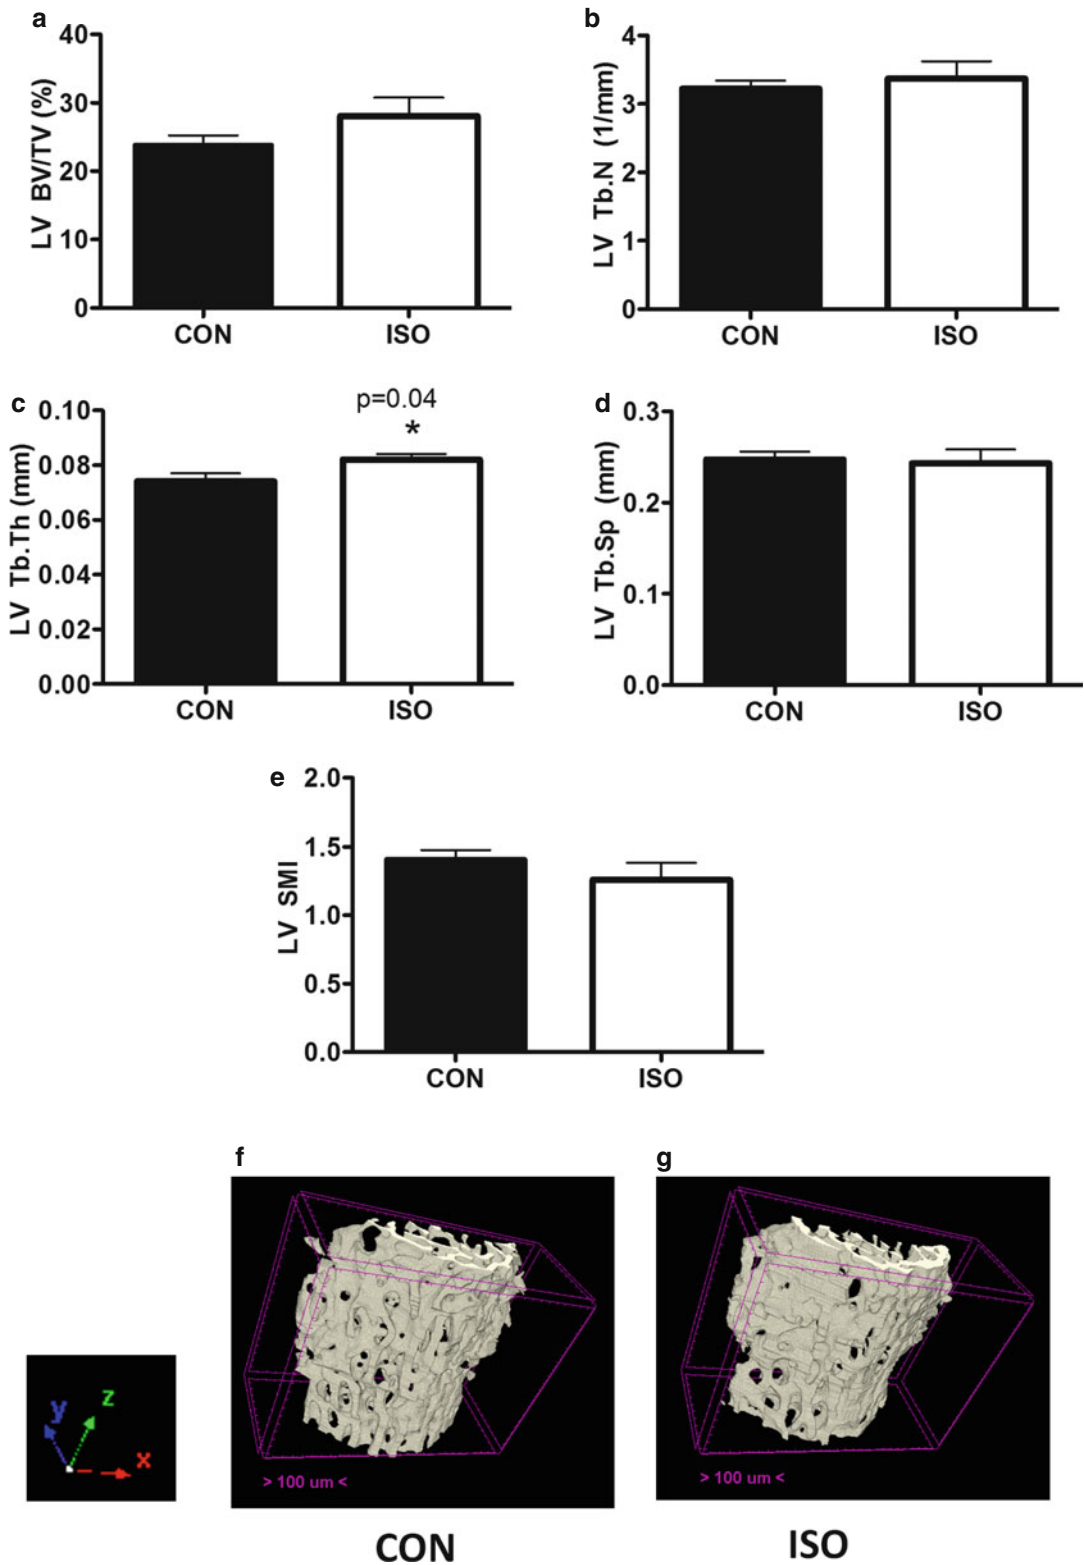 a
LV BV/TV (%)
40
30
20
10
0
CON
ISO
b
LV Tb.N (1/mm)
4
3
2
1
0
CON
ISO
c
LV Tb.Th (mm)
0.10
0.08
0.06
0.04
0.02
0.00
p=0.04
*
CON
ISO
d
LV Tb.Sp (mm)
0.3
0.2
0.1
0.0
CON
ISO
e
LV SMI
2.0
1.5
1.0
0.5
0.0
CON
ISO
f
> 100 um <
CON
g
> 100 um <
ISO
y
z
x